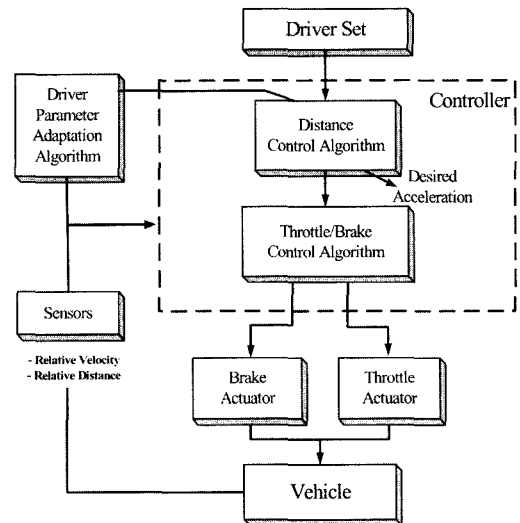 Driver Set
Driver
Parameter
Adaptation
Algorithm
Controller
Distance
Control Algorithm
Desired
Acceleration
Throttle/Brake
Control Algorithm
Sensors
- Relative Velocity
- Relative Distance
Brake
Actuator
Throttle
Actuator
Vehicle